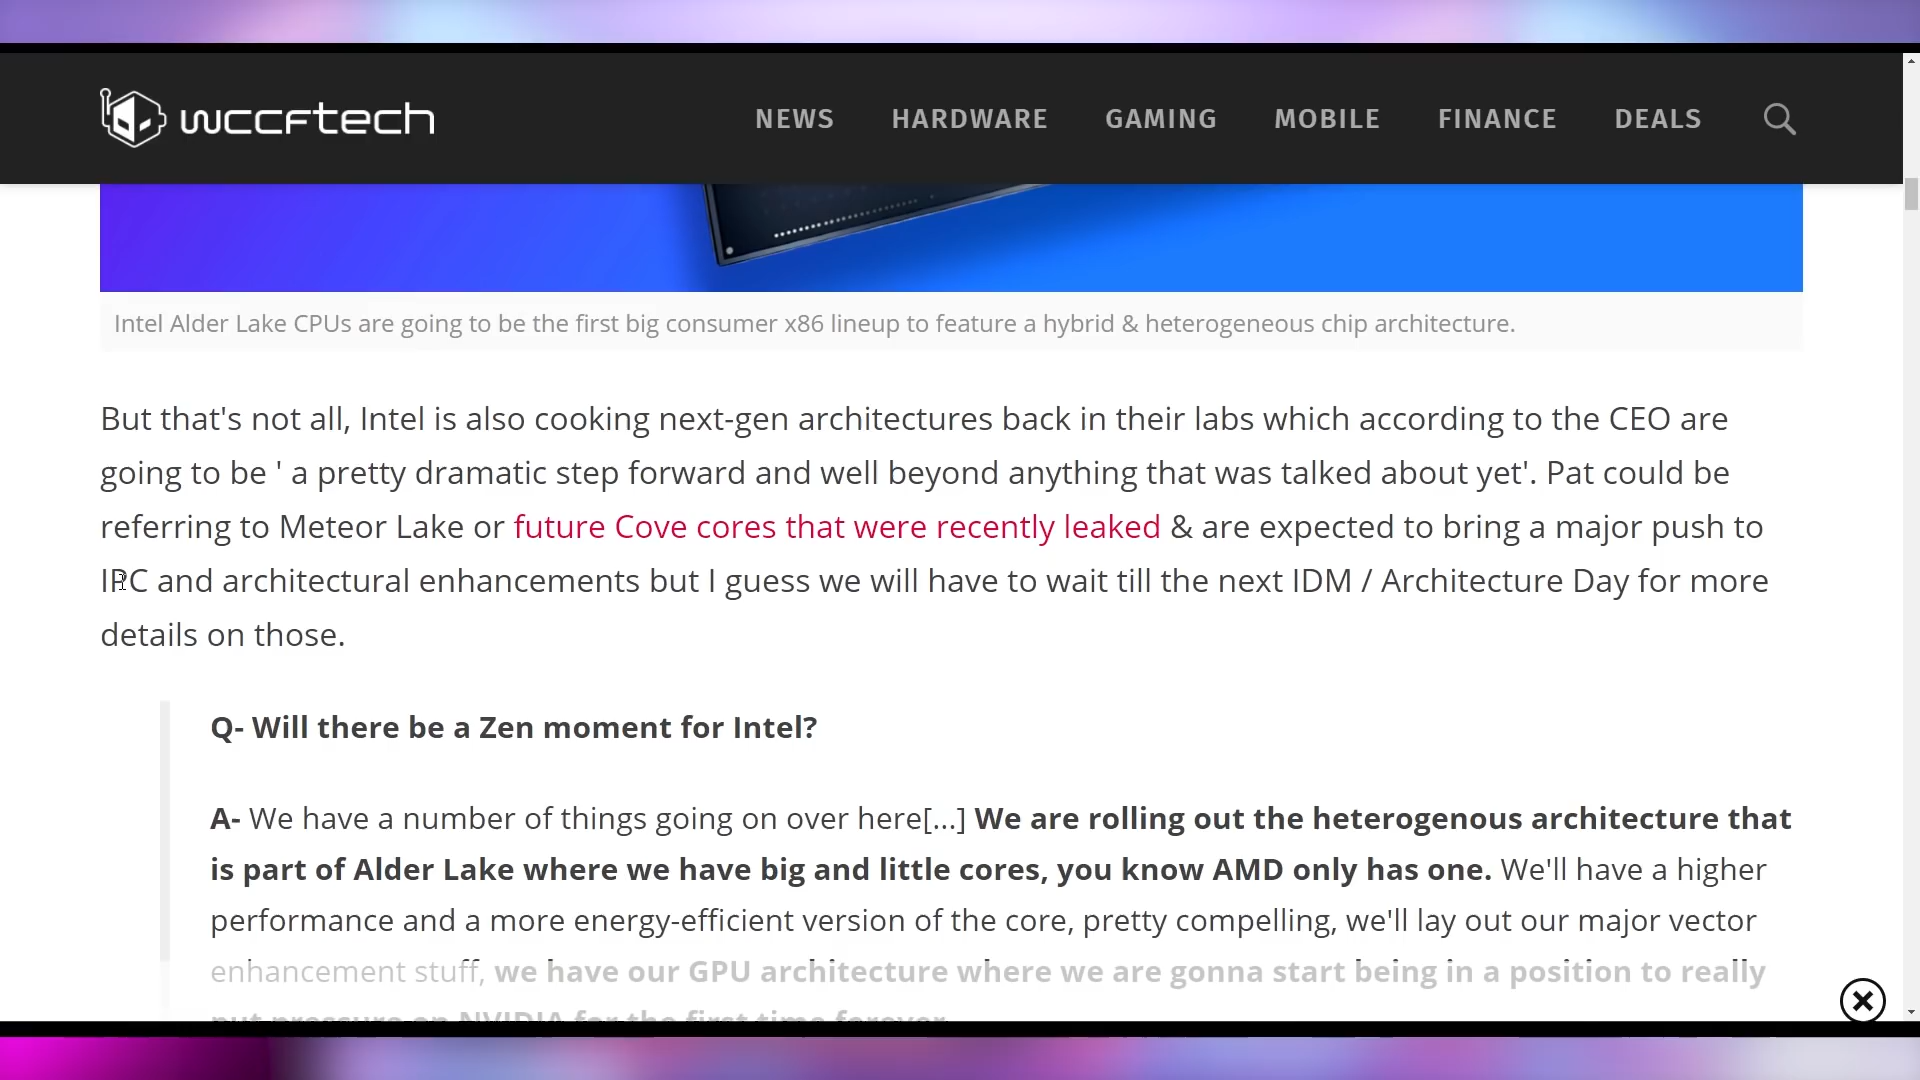 wccftech
NEWS HARDWARE GAMING MOBILE FINANCE DEALS
Intel Alder Lake CPUs are going to be the first big consumer x86 lineup to feature a hybrid & heterogeneous chip architecture.
But that's not all, Intel is also cooking next-gen architectures back in their labs which according to the CEO are
going to be ' a pretty dramatic step forward and well beyond anything that was talked about yet'. Pat could be
referring to Meteor Lake or future Cove cores that were recently leaked & are expected to bring a major push to
IPC and architectural enhancements but I guess we will have to wait till the next IDM / Architecture Day for more
details on those.
Q- Will there be a Zen moment for Intel?
A- We have a number of things going on over here[...] We are rolling out the heterogenous architecture that
is part of Alder Lake where we have big and little cores, you know AMD only has one. We'll have a higher
performance and a more energy-efficient version of the core, pretty compelling, we'll lay out our major vector
enhancement stuff, we have our GPU architecture where we are gonna start being in a position to really
put pressure on NVIDIA for the first time forever